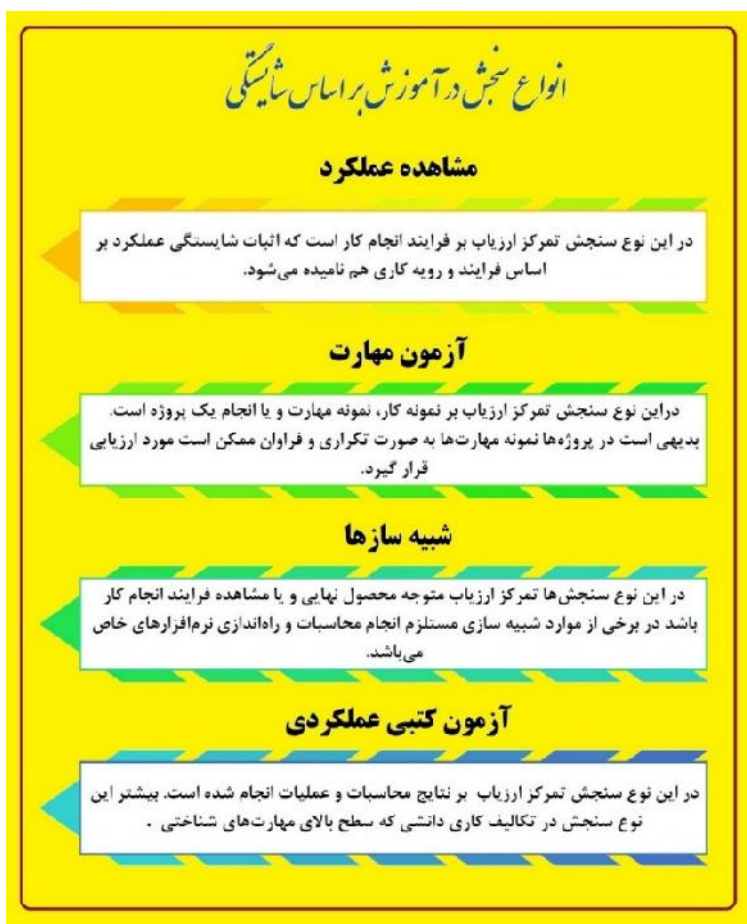 انواع سنجش در آموزش بر اساس شایستگی
مشاهده عملکرد
در این نوع سنجش تمرکز ارزیاب بر فرایند انجام کار است که اثبات شایستگی عملکرد بر
اساس فرایند و رویه کاری هم نامیده می‌شود.
آزمون مهارت
دراین نوع سنجش تمرکز ارزیاب بر نمونه کار، نمونه مهارت و یا انجام یک پروژه است.
بدیهی است در پروژه‌ها نمونه مهارت‌ها به صورت تکراری و فراوان ممکن است مورد ارزیابی
قرار گیرد.
شبیه سازها
در این نوع سنجش‌ها تمرکز ارزیاب متوجه محصول نهایی و یا مشاهده فرایند انجام کار
باشد در برخی از موارد شبیه سازی مستلزم انجام محاسبات و راه‌اندازی نرم‌افزارهای خاص
می‌باشد.
آزمون کتبی عملکردی
در این نوع سنجش تمرکز ارزیاب بر نتایج محاسبات و عملیات انجام شده است. بیشتر این
نوع سنجش در تکالیف کاری دانشی که سطح بالای مهارت‌های شناختی .